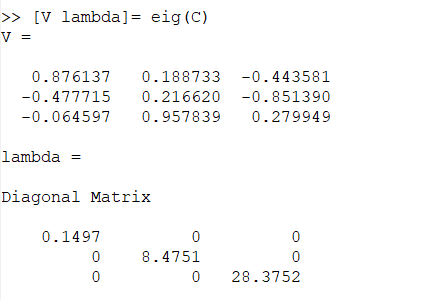 >> [V lambda]= eig(C)
V =
0.876137 0.188733 -0.443581
-0.477715 0.216620 -0.851390
-0.064597 0.957839 0.279949
lambda =
Diagonal Matrix
0.1497 0 0
0 8.4751 0
0 0 28.3752